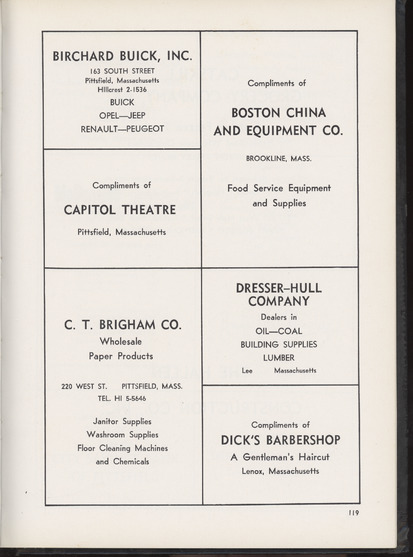 BIRCHARD BUICK, INC.
163 SOUTH STREET
Pittsfield, Massachusetts
HIllcrest 2-1536
BUICK
OPEL—JEEP
RENAULT—PEUGEOT
Compliments of
CAPITOL THEATRE
Pittsfield, Massachusetts
C. T. BRIGHAM CO.
Wholesale
Paper Products
220 WEST ST. PITTSFIELD, MASS.
TEL. HI 5-5646
Janitor Supplies
Washroom Supplies
Floor Cleaning Machines
and Chemicals
Compliments of
BOSTON CHINA
AND EQUIPMENT CO.
BROOKLINE, MASS.
Food Service Equipment
and Supplies
DRESSER–HULL
COMPANY
Dealers in
OIL—COAL
BUILDING SUPPLIES
LUMBER
Lee Massachusetts
Compliments of
DICK'S BARBERSHOP
A Gentleman's Haircut
Lenox, Massachusetts
119